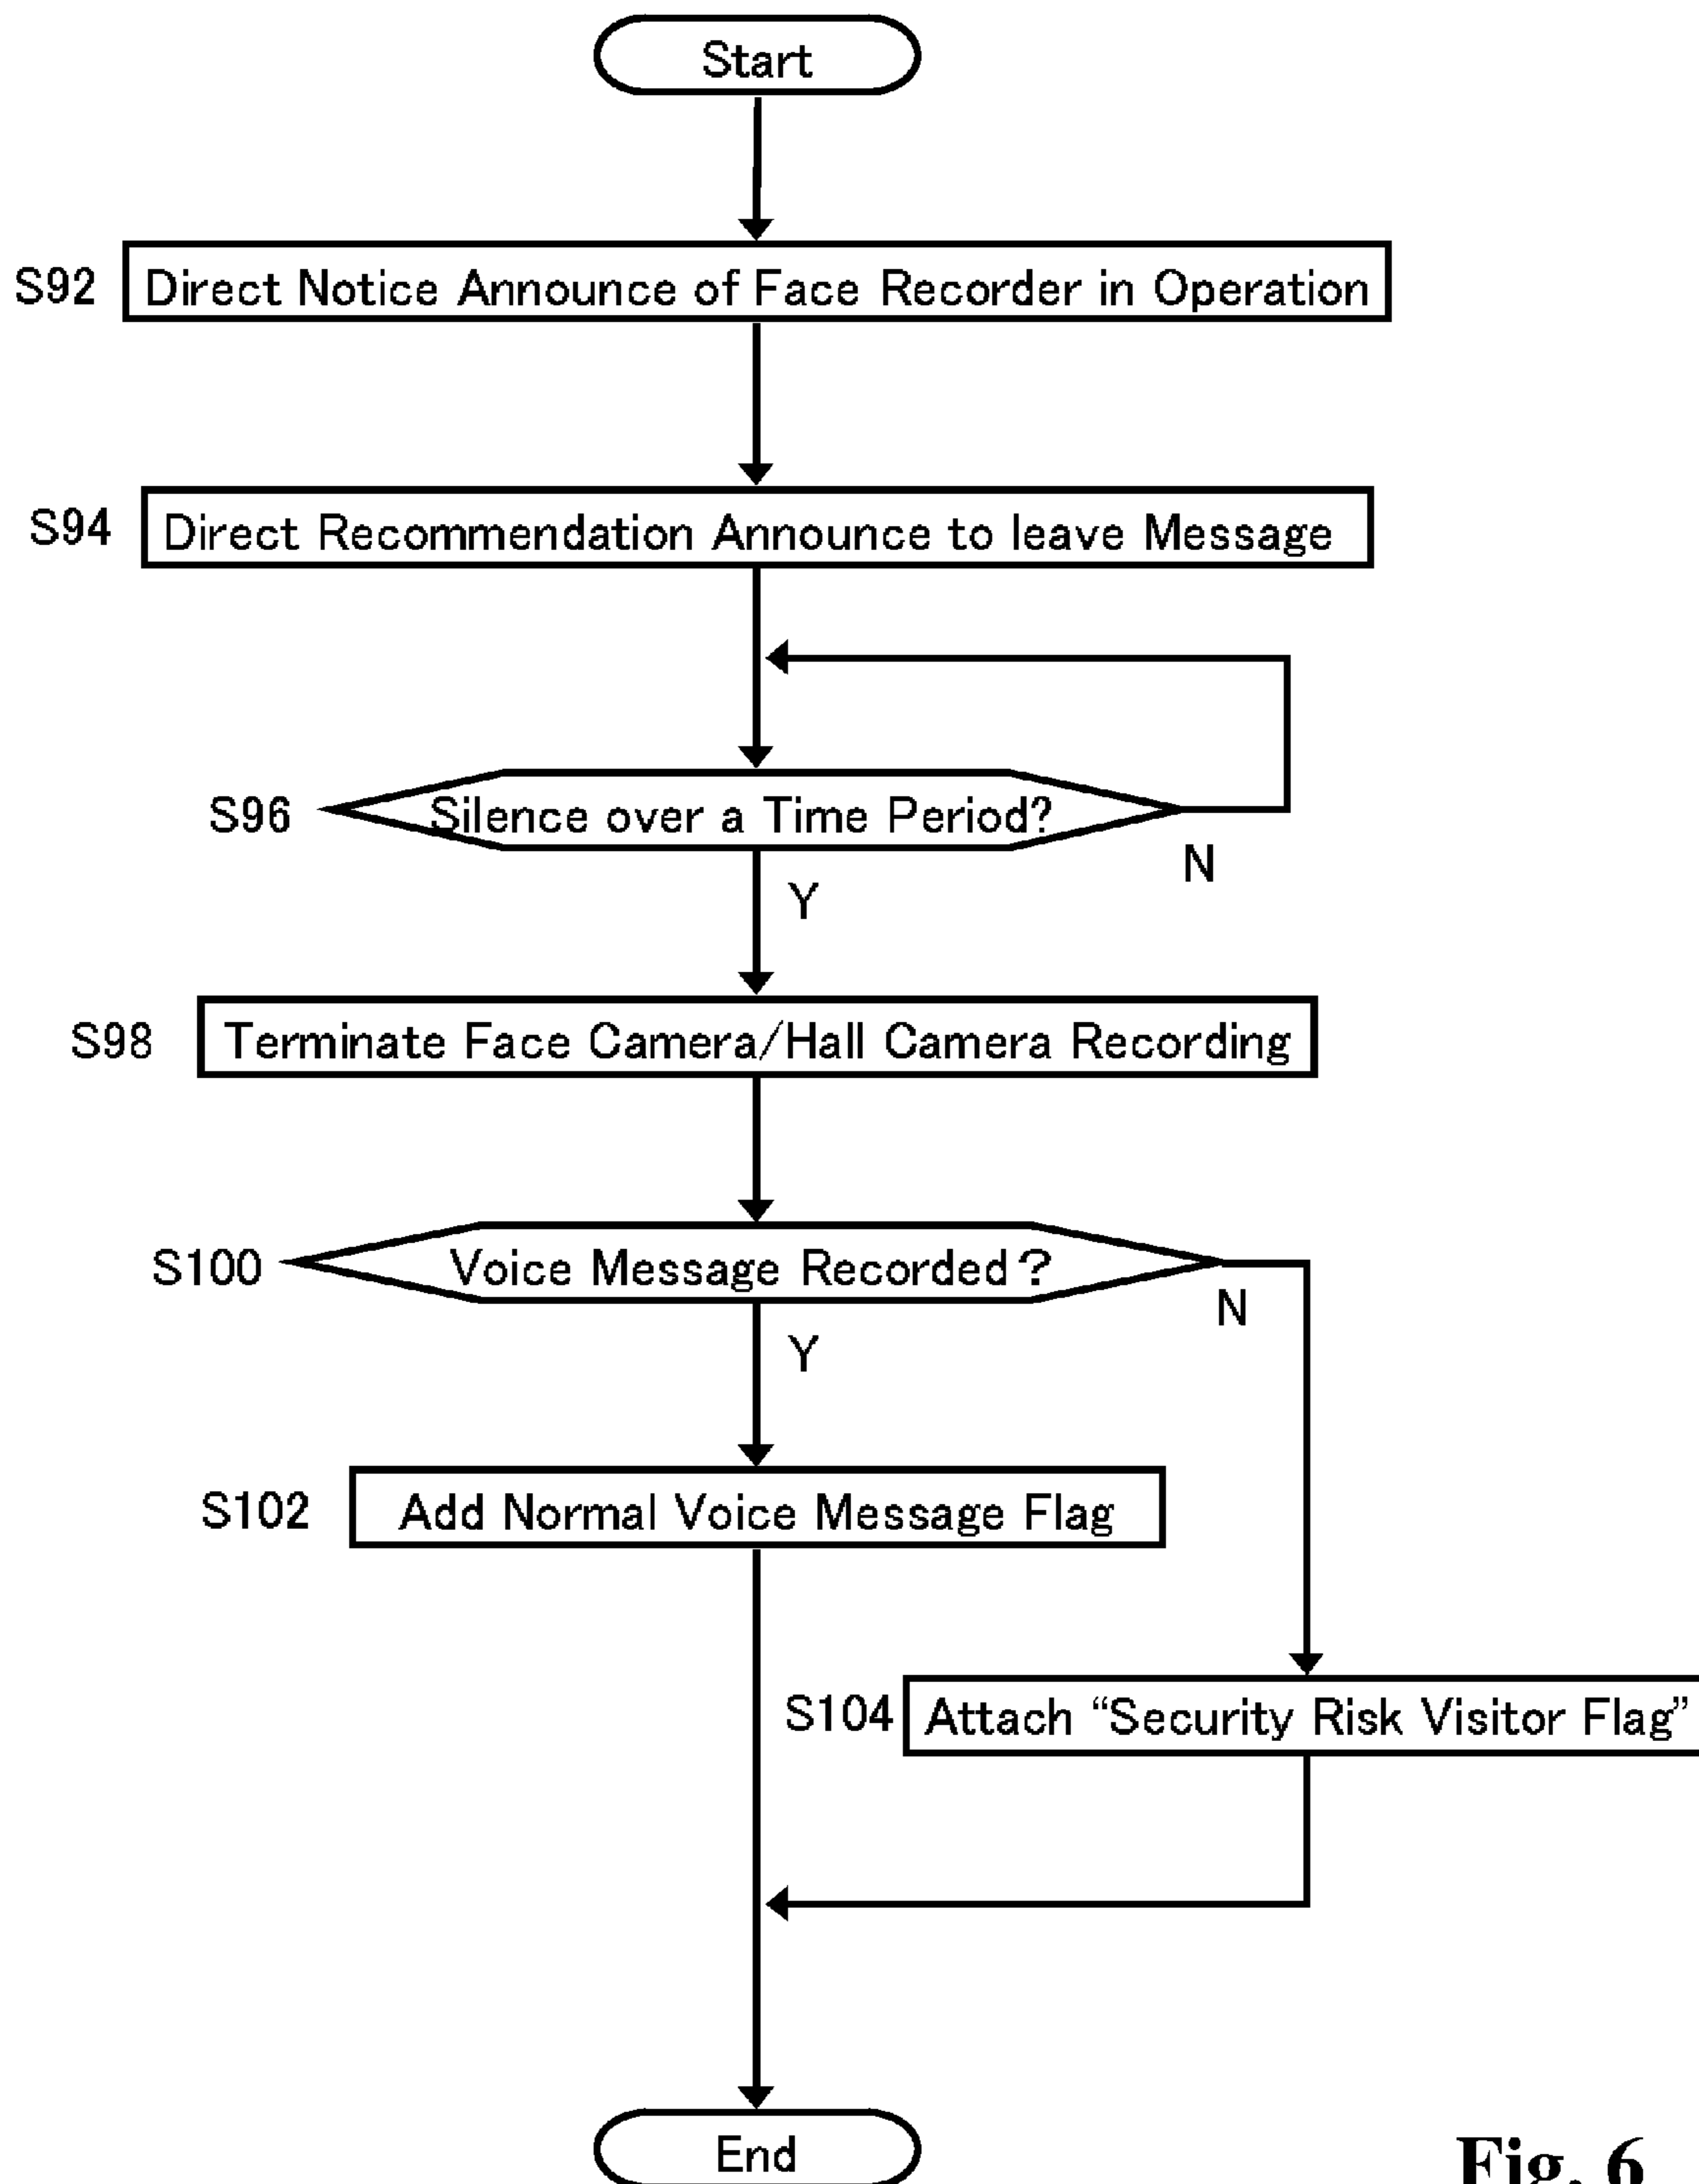 Start
S92 Direct Notice Announce of Face Recorder in Operation
S94 Direct Recommendation Announce to leave Message
S96 Silence over a Time Period?
N
Y
S98 Terminate Face Camera/Hall Camera Recording
S100 Voice Message Recorded?
N
Y
S102 Add Normal Voice Message Flag
S104 Attach “Security Risk Visitor Flag”
End
Fig. 6